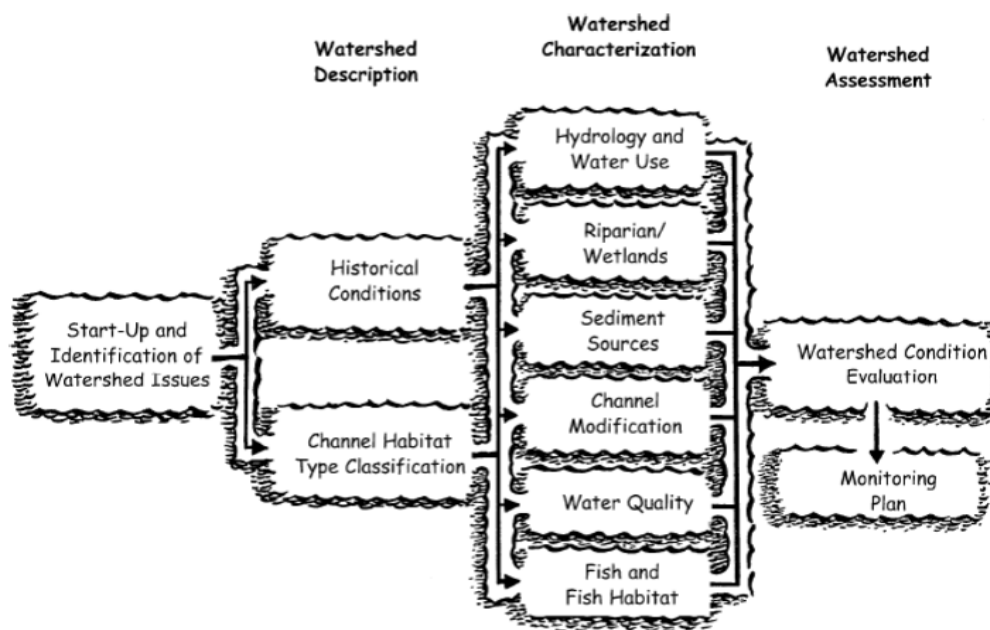 Watershed
Description
Watershed
Characterization
Watershed
Assessment
Start-Up and
Identification of
Watershed Issues
Historical
Conditions
Channel Habitat
Type Classification
Hydrology and
Water Use
Riparian/
Wetlands
Sediment
Sources
Channel
Modification
Water Quality
Fish and
Fish Habitat
Watershed Condition
Evaluation
Monitoring
Plan